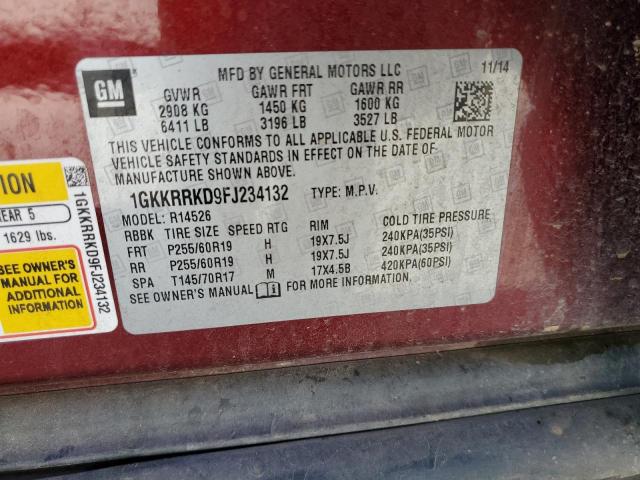 GM
MFD BY GENERAL MOTORS LLC 11/14
GVWR GAWR FRT GAWR RR
2908 KG 1450 KG 1600 KG
6411 LB 3196 LB 3527 LB
THIS VEHICLE CONFORMS TO ALL APPLICABLE U.S. FEDERAL MOTOR
VEHICLE SAFETY STANDARDS IN EFFECT ON THE DATE OF
MANUFACTURE SHOWN ABOVE.
1GKKRRKD9FJ234132 TYPE: M.P.V.
MODEL: R14526
RBBK TIRE SIZE SPEED RTG RIM COLD TIRE PRESSURE
FRT P255/60R19 H 19X7.5J 240KPA(35PSI)
RR P255/60R19 H 19X7.5J 240KPA(35PSI)
SPA T145/70R17 M 17X4.5B 420KPA(60PSI)
SEE OWNER'S MANUAL FOR MORE INFORMATION.
TION
EAR 5
1629 lbs.
SEE OWNER'S
MANUAL FOR
ADDITIONAL
INFORMATION
1GKKRRKD9FJ234132